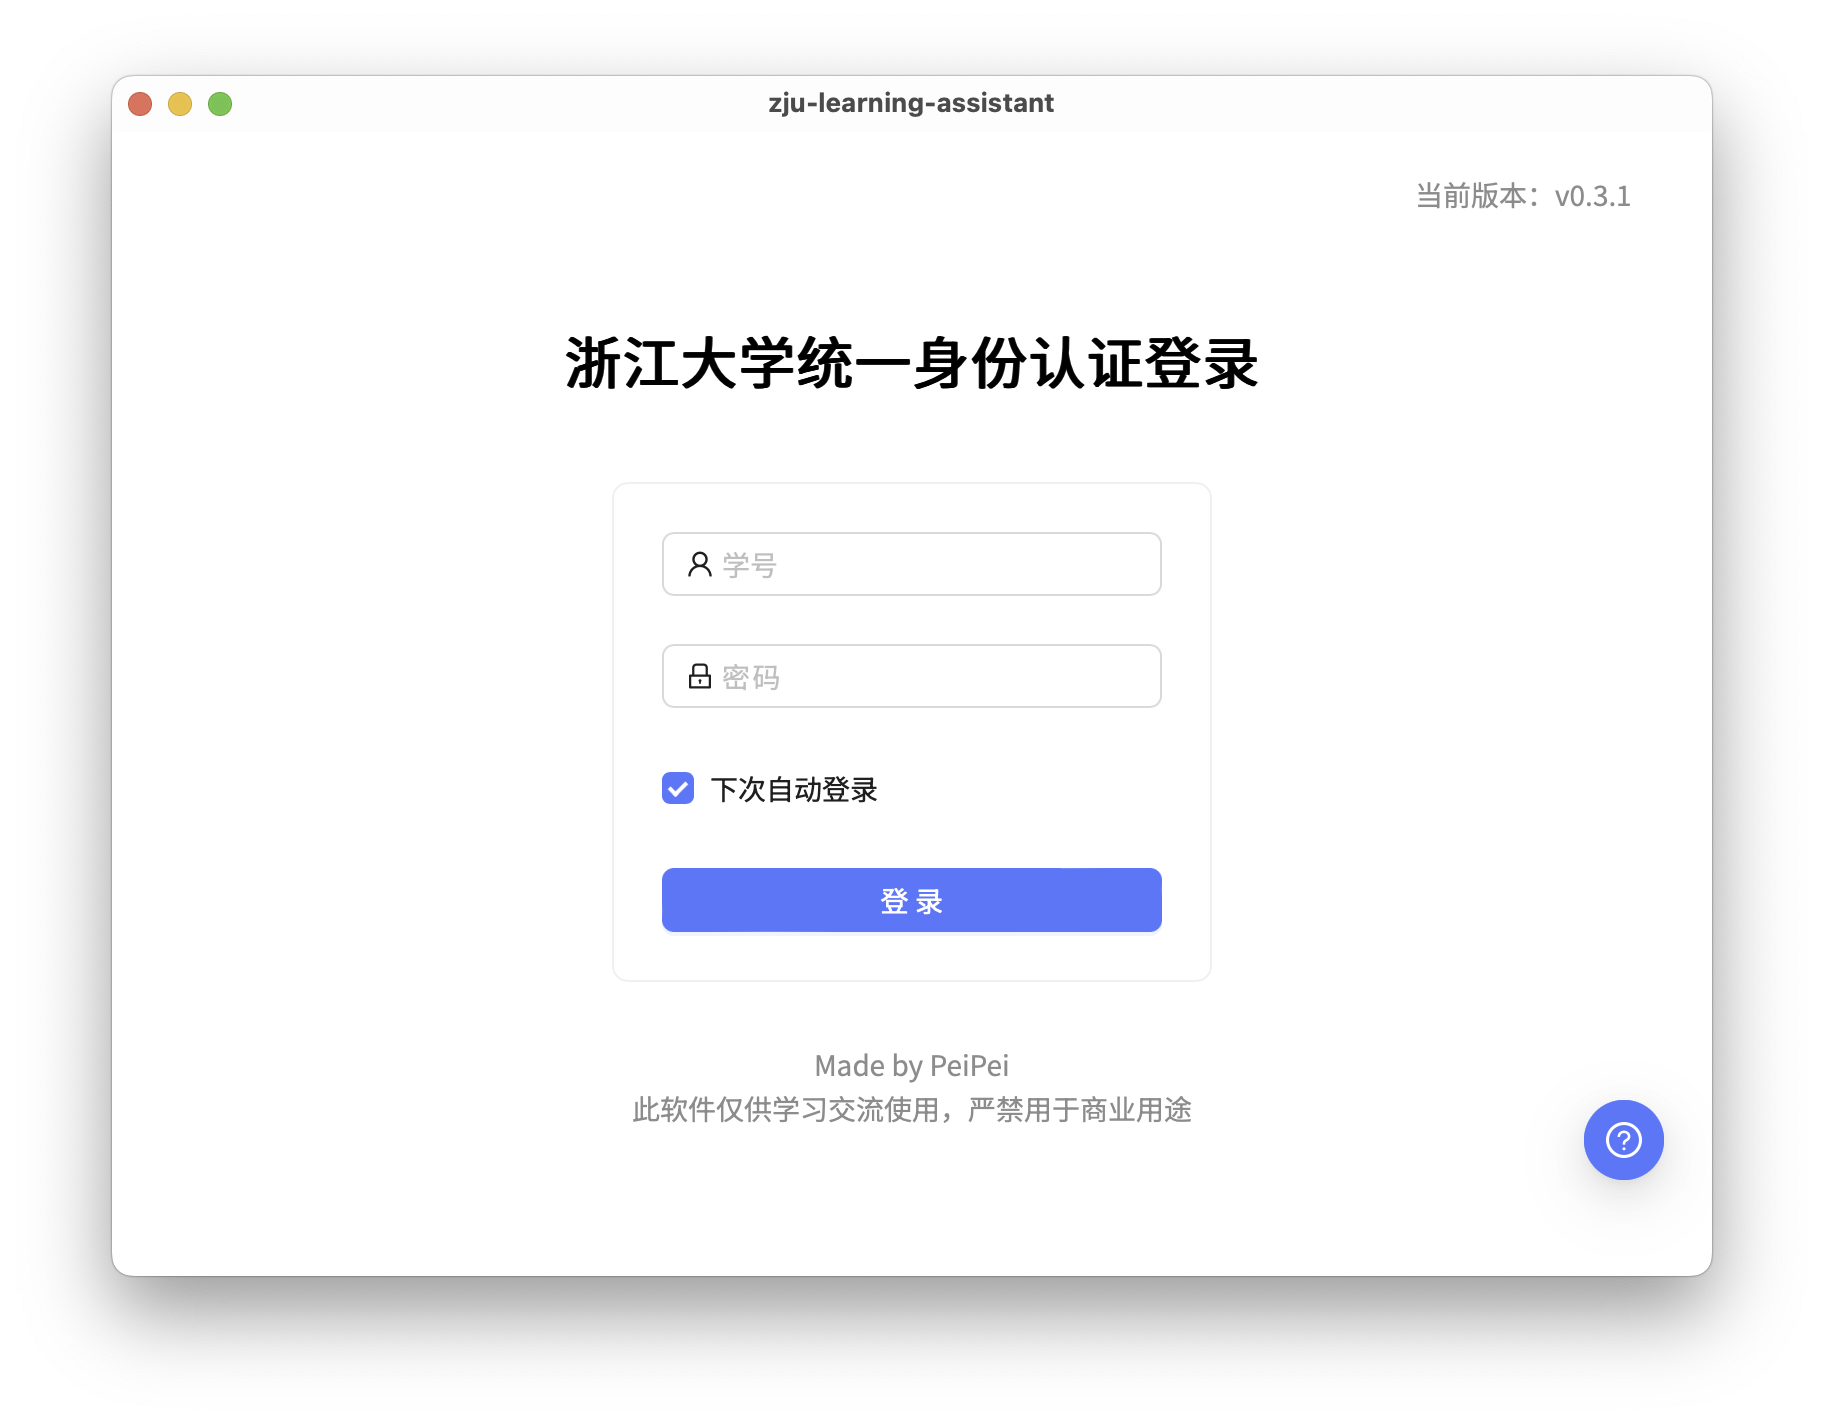 zju-learning-assistant
当前版本：v0.3.1
浙江大学统一身份认证登录
学号
密码
下次自动登录
登录
Made by PeiPei
此软件仅供学习交流使用，严禁用于商业用途